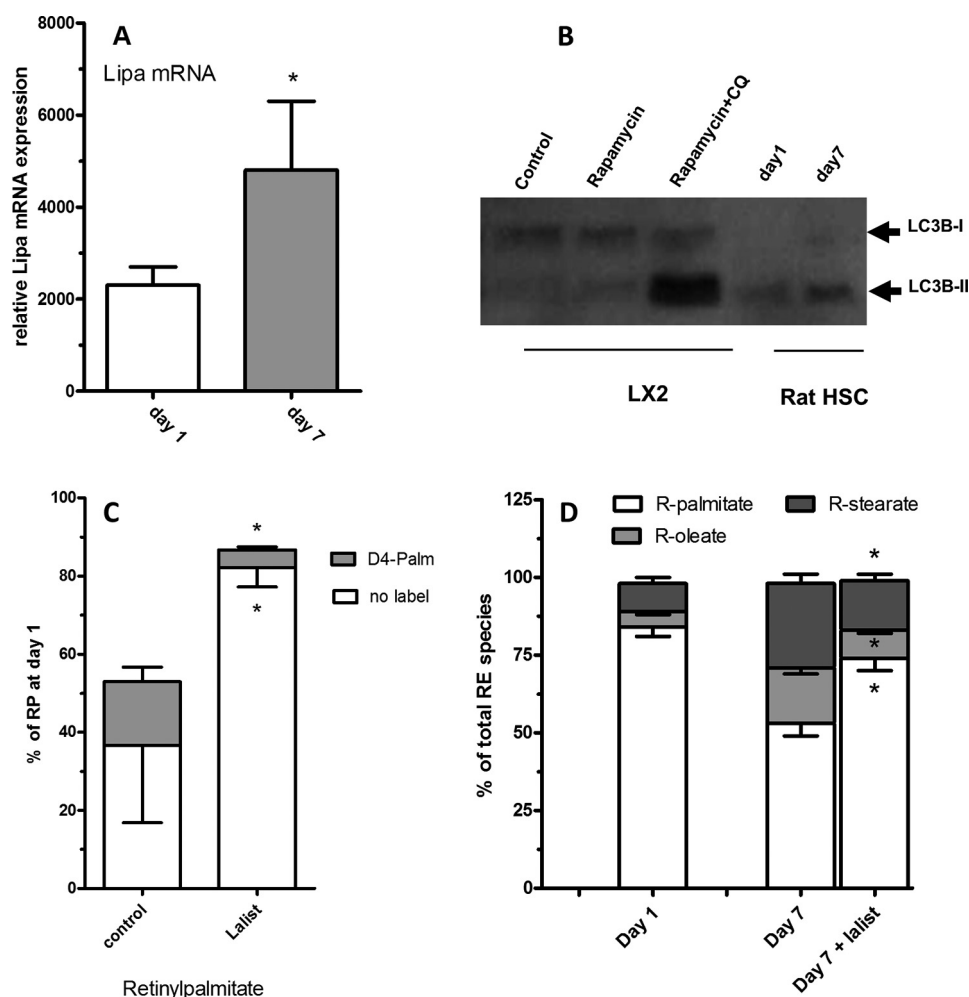 A
Lipa mRNA
*
relative Lipa mRNA expression
8000
6000
4000
2000
0
day 1
day 7
B
Control
Rapamycin
Rapamycin+CQ
day1
day7
LC3B-I
LC3B-II
LX2
Rat HSC
C
% of RP at day 1
100
80
60
40
20
0
*
*
D4-Palm
no label
control
Lalist
Retinylpalmitate
D
R-palmitate
R-stearate
R-oleate
% of total RE species
125
100
75
50
25
0
*
*
*
Day 1
Day 7
Day 7 + lalist